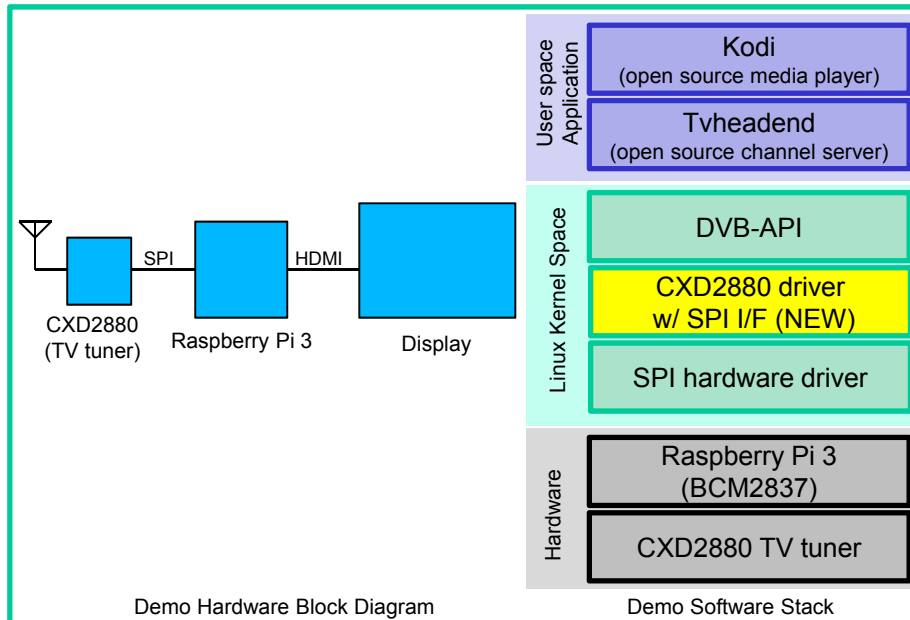 SPI
HDMI
CXD2880
(TV tuner)
Raspberry Pi 3
Display
Demo Hardware Block Diagram
User space
Application
Kodi
(open source media player)
Tvheadend
(open source channel server)
Linux Kernel Space
DVB-API
CXD2880 driver
w/ SPI I/F (NEW)
SPI hardware driver
Hardware
Raspberry Pi 3
(BCM2837)
CXD2880 TV tuner
Demo Software Stack